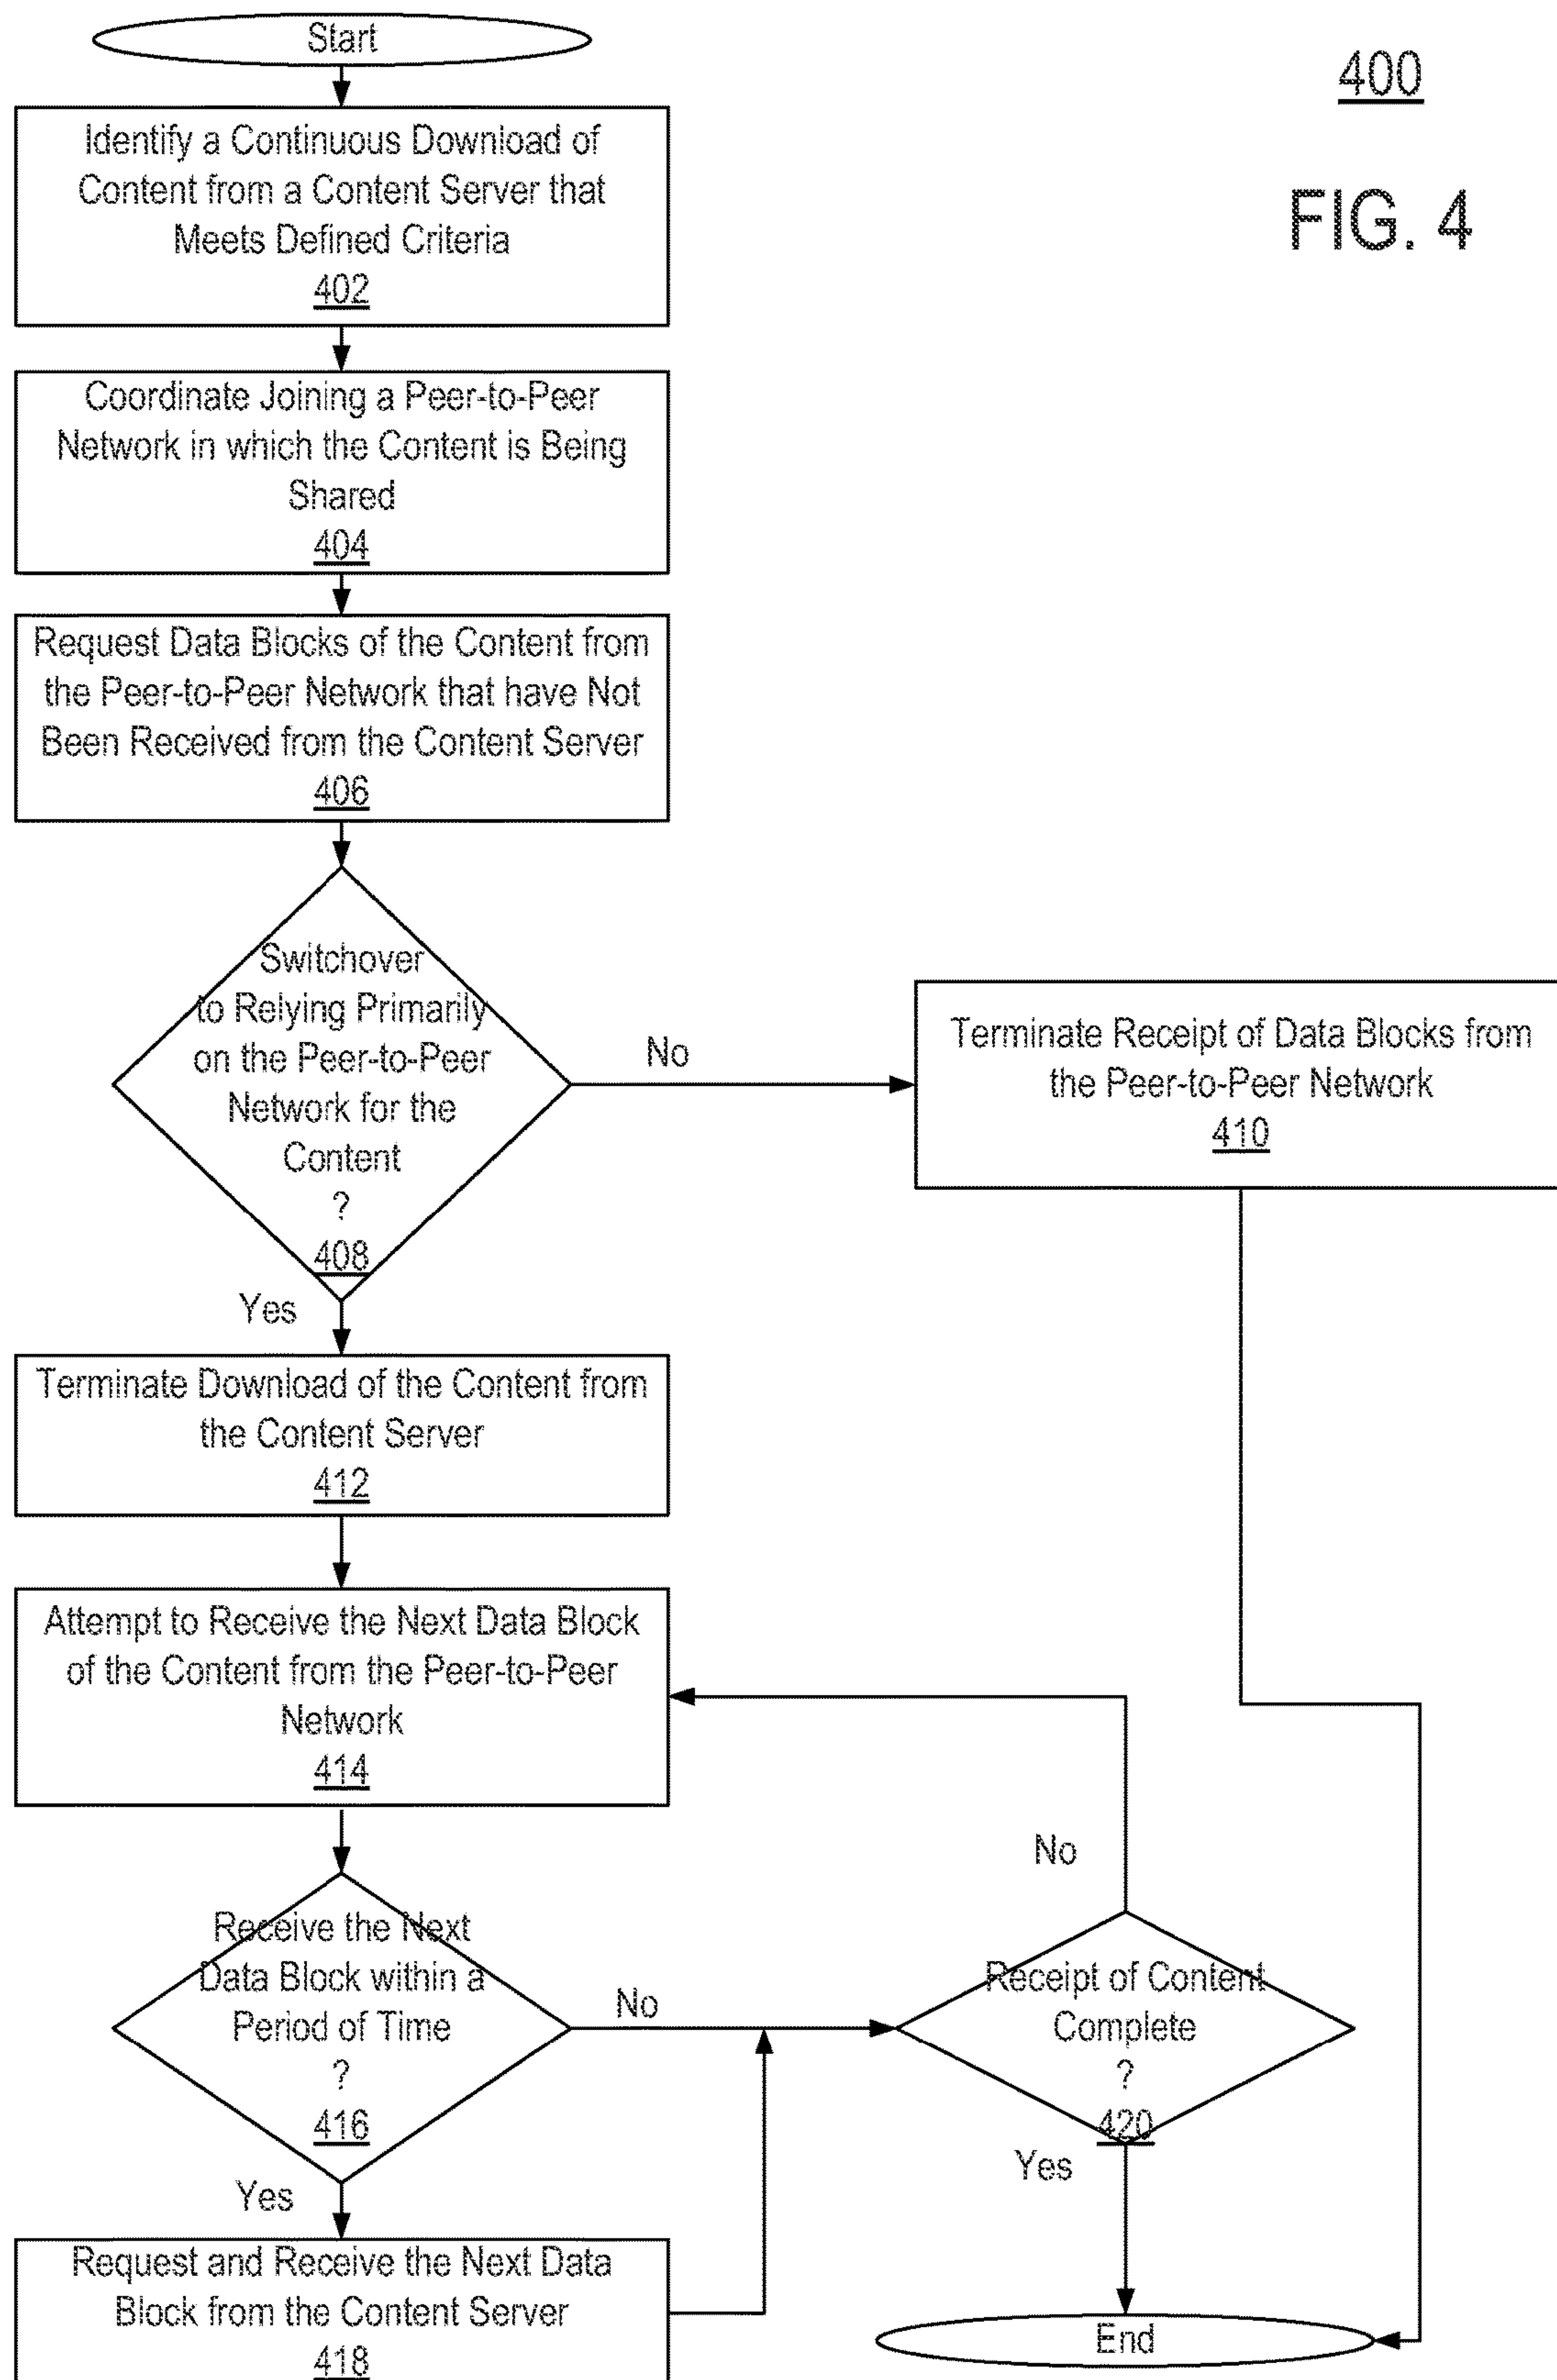 Start
400
FIG. 4
Identify a Continuous Download of
Content from a Content Server that
Meets Defined Criteria
402
Coordinate Joining a Peer-to-Peer
Network in which the Content is Being
Shared
404
Request Data Blocks of the Content from
the Peer-to-Peer Network that have Not
Been Received from the Content Server
406
Switchover
to Relying Primarily
on the Peer-to-Peer
Network for the
Content
?
408
No
Terminate Receipt of Data Blocks from
the Peer-to-Peer Network
410
Yes
Terminate Download of the Content from
the Content Server
412
Attempt to Receive the Next Data Block
of the Content from the Peer-to-Peer
Network
414
Receive the Next
Data Block within a
Period of Time
?
416
No
No
Receipt of Content
Complete
?
420
Yes
Yes
Request and Receive the Next Data
Block from the Content Server
418
End